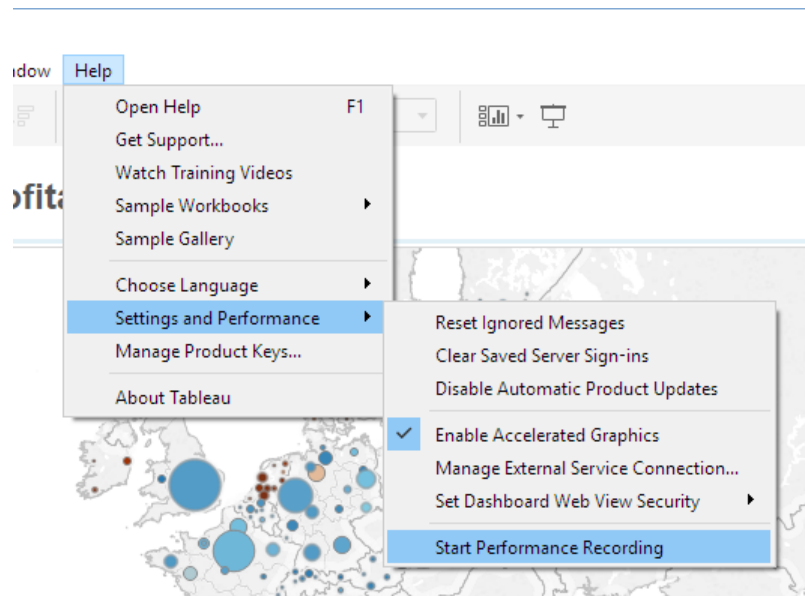 Help
Open Help F1
Get Support...
Watch Training Videos
Sample Workbooks
Sample Gallery
Choose Language
Settings and Performance
Manage Product Keys...
About Tableau
Reset Ignored Messages
Clear Saved Server Sign-ins
Disable Automatic Product Updates
Enable Accelerated Graphics
Manage External Service Connection...
Set Dashboard Web View Security
Start Performance Recording